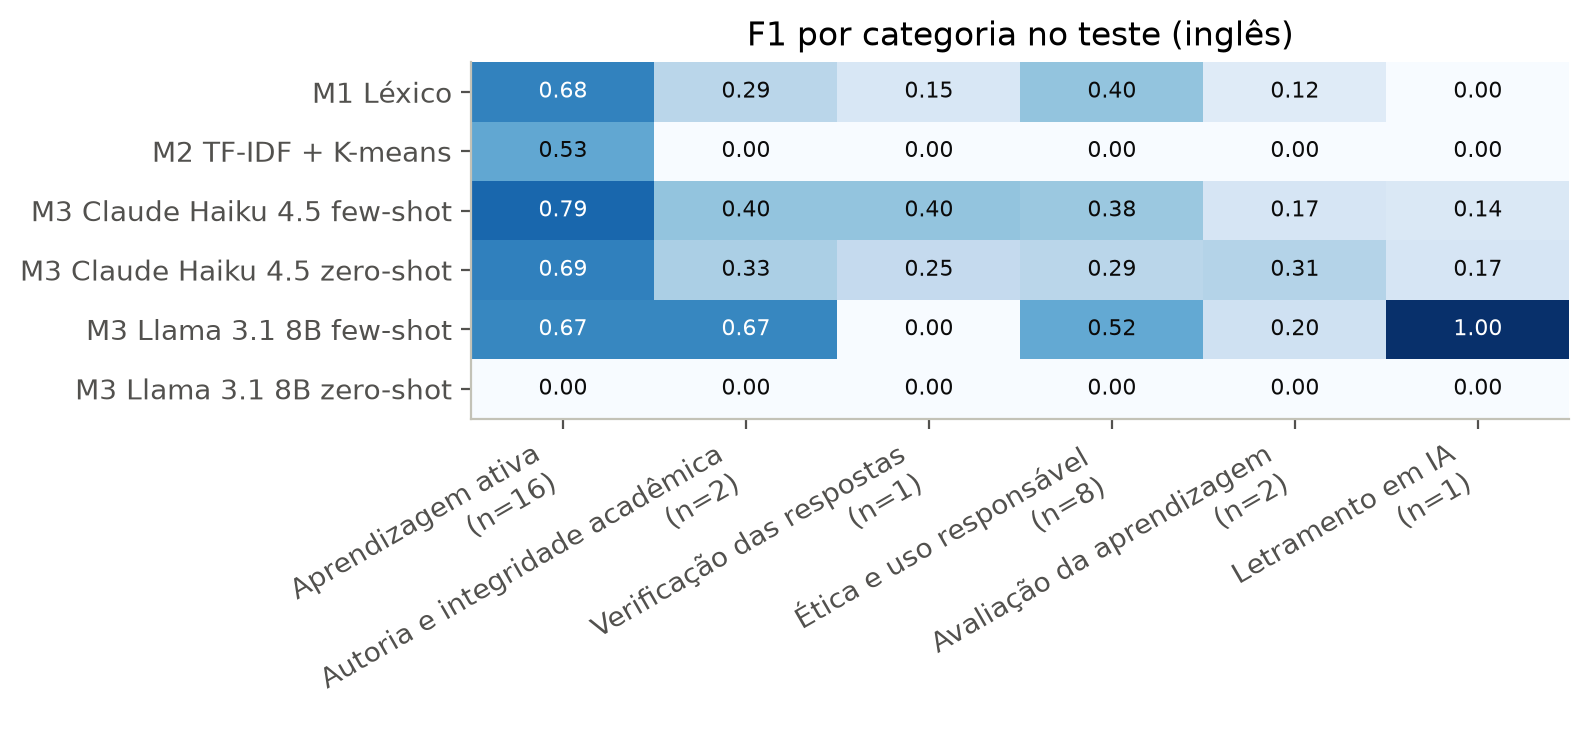 F1 por categoria no teste (inglês)
M1 Léxico 0.68 0.29 0.15 0.40 0.12 0.00
M2 TF-IDF + K-means 0.53 0.00 0.00 0.00 0.00 0.00
M3 Claude Haiku 4.5 few-shot 0.79 0.40 0.40 0.38 0.17 0.14
M3 Claude Haiku 4.5 zero-shot 0.69 0.33 0.25 0.29 0.31 0.17
M3 Llama 3.1 8B few-shot 0.67 0.67 0.00 0.52 0.20 1.00
M3 Llama 3.1 8B zero-shot 0.00 0.00 0.00 0.00 0.00 0.00
Aprendizagem ativa
(n=16)
Autoria e integridade acadêmica
(n=2)
Verificação das respostas
(n=1)
Ética e uso responsável
(n=8)
Avaliação da aprendizagem
(n=2)
Letramento em IA
(n=1)